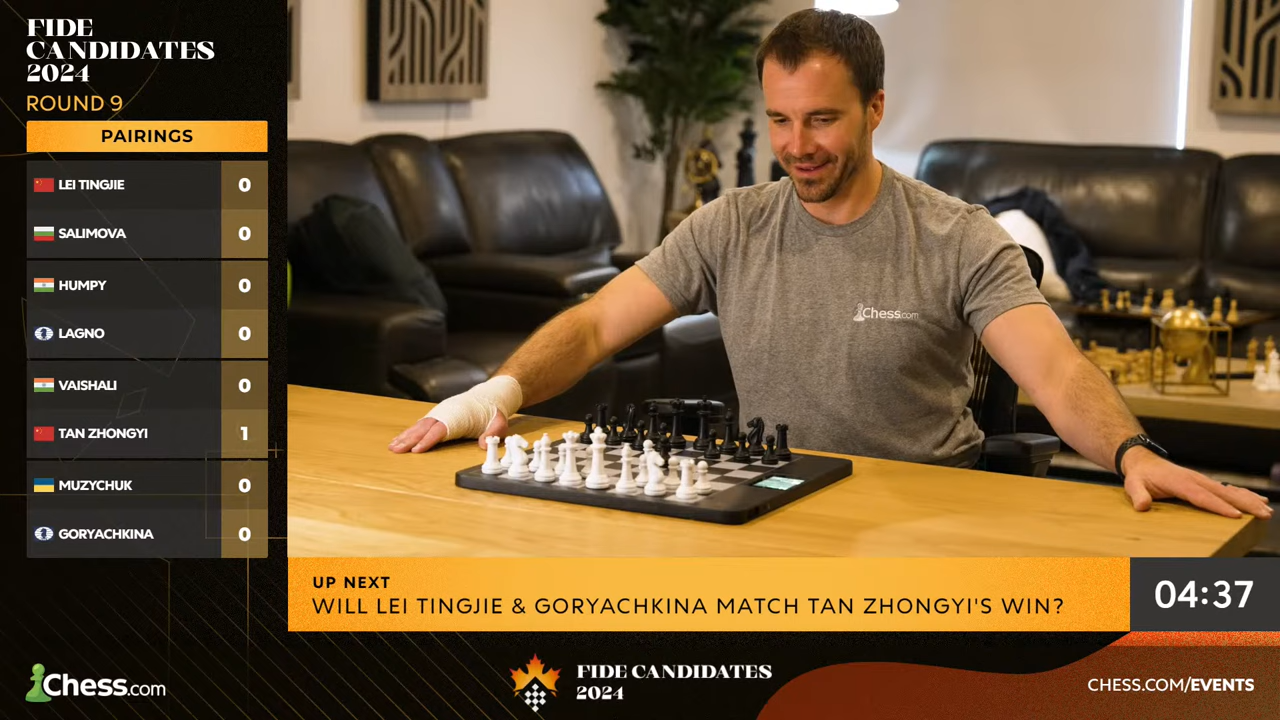 FIDE
CANDIDATES
2024
ROUND 9
PAIRINGS
LEI TINGJIE 0
SALIMOVA 0
HUMPY 0
LAGNO 0
VAISHALI 0
TAN ZHONGYI 1
MUZYCHUK 0
GORYACHKINA 0
Chess.com
UP NEXT
WILL LEI TINGJIE & GORYACHKINA MATCH TAN ZHONGYI'S WIN?
04:37
Chess.com
FIDE CANDIDATES
2024
CHESS.COM/EVENTS